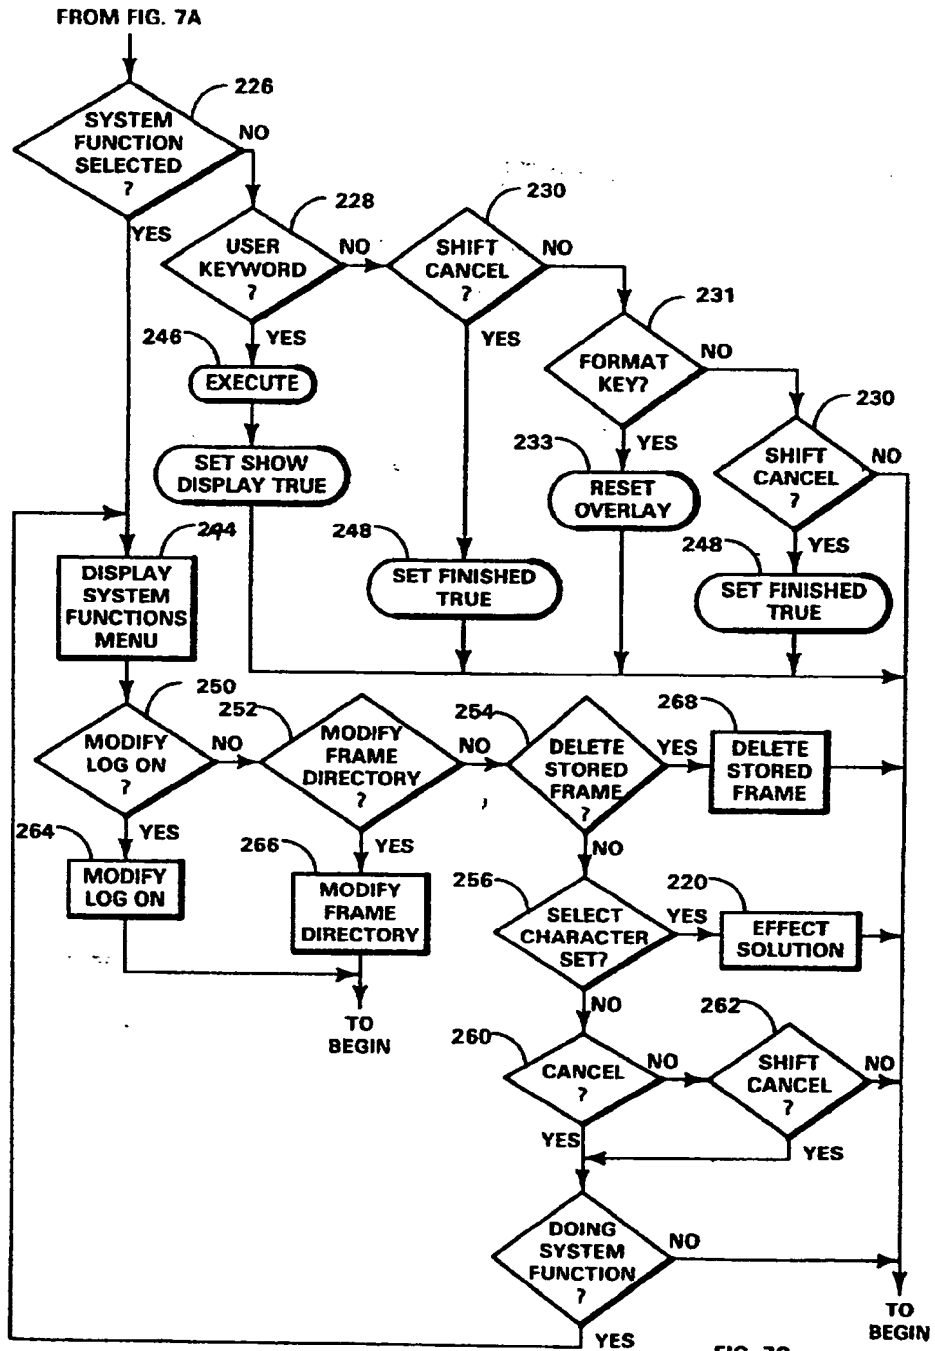 FROM FIG. 7A
226
SYSTEM
FUNCTION
SELECTED
?
NO
YES
228
USER
KEYWORD
?
NO
YES
230
SHIFT
CANCEL
?
NO
YES
231
FORMAT
KEY?
NO
YES
230
SHIFT
CANCEL
?
NO
YES
246
EXECUTE
SET SHOW
DISPLAY TRUE
233
RESET
OVERLAY
248
SET FINISHED
TRUE
248
SET FINISHED
TRUE
244
DISPLAY
SYSTEM
FUNCTIONS
MENU
250
MODIFY
LOG ON
?
NO
YES
252
MODIFY
FRAME
DIRECTORY
?
NO
YES
254
DELETE
STORED
FRAME
?
YES
NO
268
DELETE
STORED
FRAME
264
MODIFY
LOG ON
266
MODIFY
FRAME
DIRECTORY
TO
BEGIN
256
SELECT
CHARACTER
SET?
YES
NO
220
EFFECT
SOLUTION
260
CANCEL
?
NO
YES
262
SHIFT
CANCEL
?
NO
YES
DOING
SYSTEM
FUNCTION
?
NO
YES
TO
BEGIN